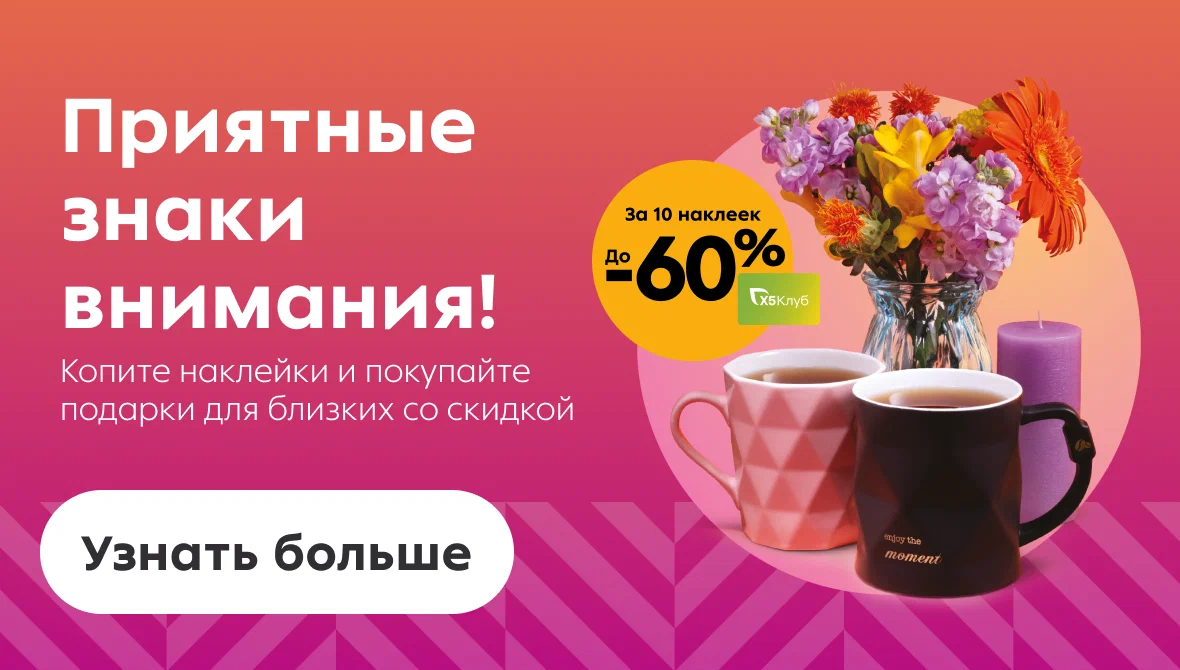 Приятные
знаки
внимания!
Копите наклейки и покупайте
подарки для близких со скидкой
Узнать больше
За 10 наклеек
До
-60%
X5Клуб
enjoy the
moment